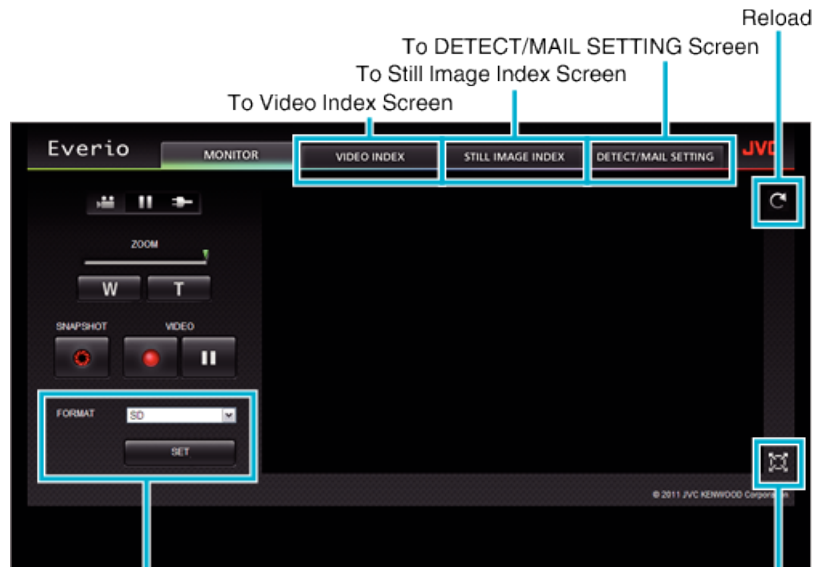 Reload
To DETECT/MAIL SETTING Screen
To Still Image Index Screen
To Video Index Screen
Everio
MONITOR
VIDEO INDEX
STILL IMAGE INDEX
DETECT/MAIL SETTING
JVC
ZOOM
W
T
SNAPSHOT
VIDEO
FORMAT
SD
SET
© 2011 JVC KENWOOD Corporation